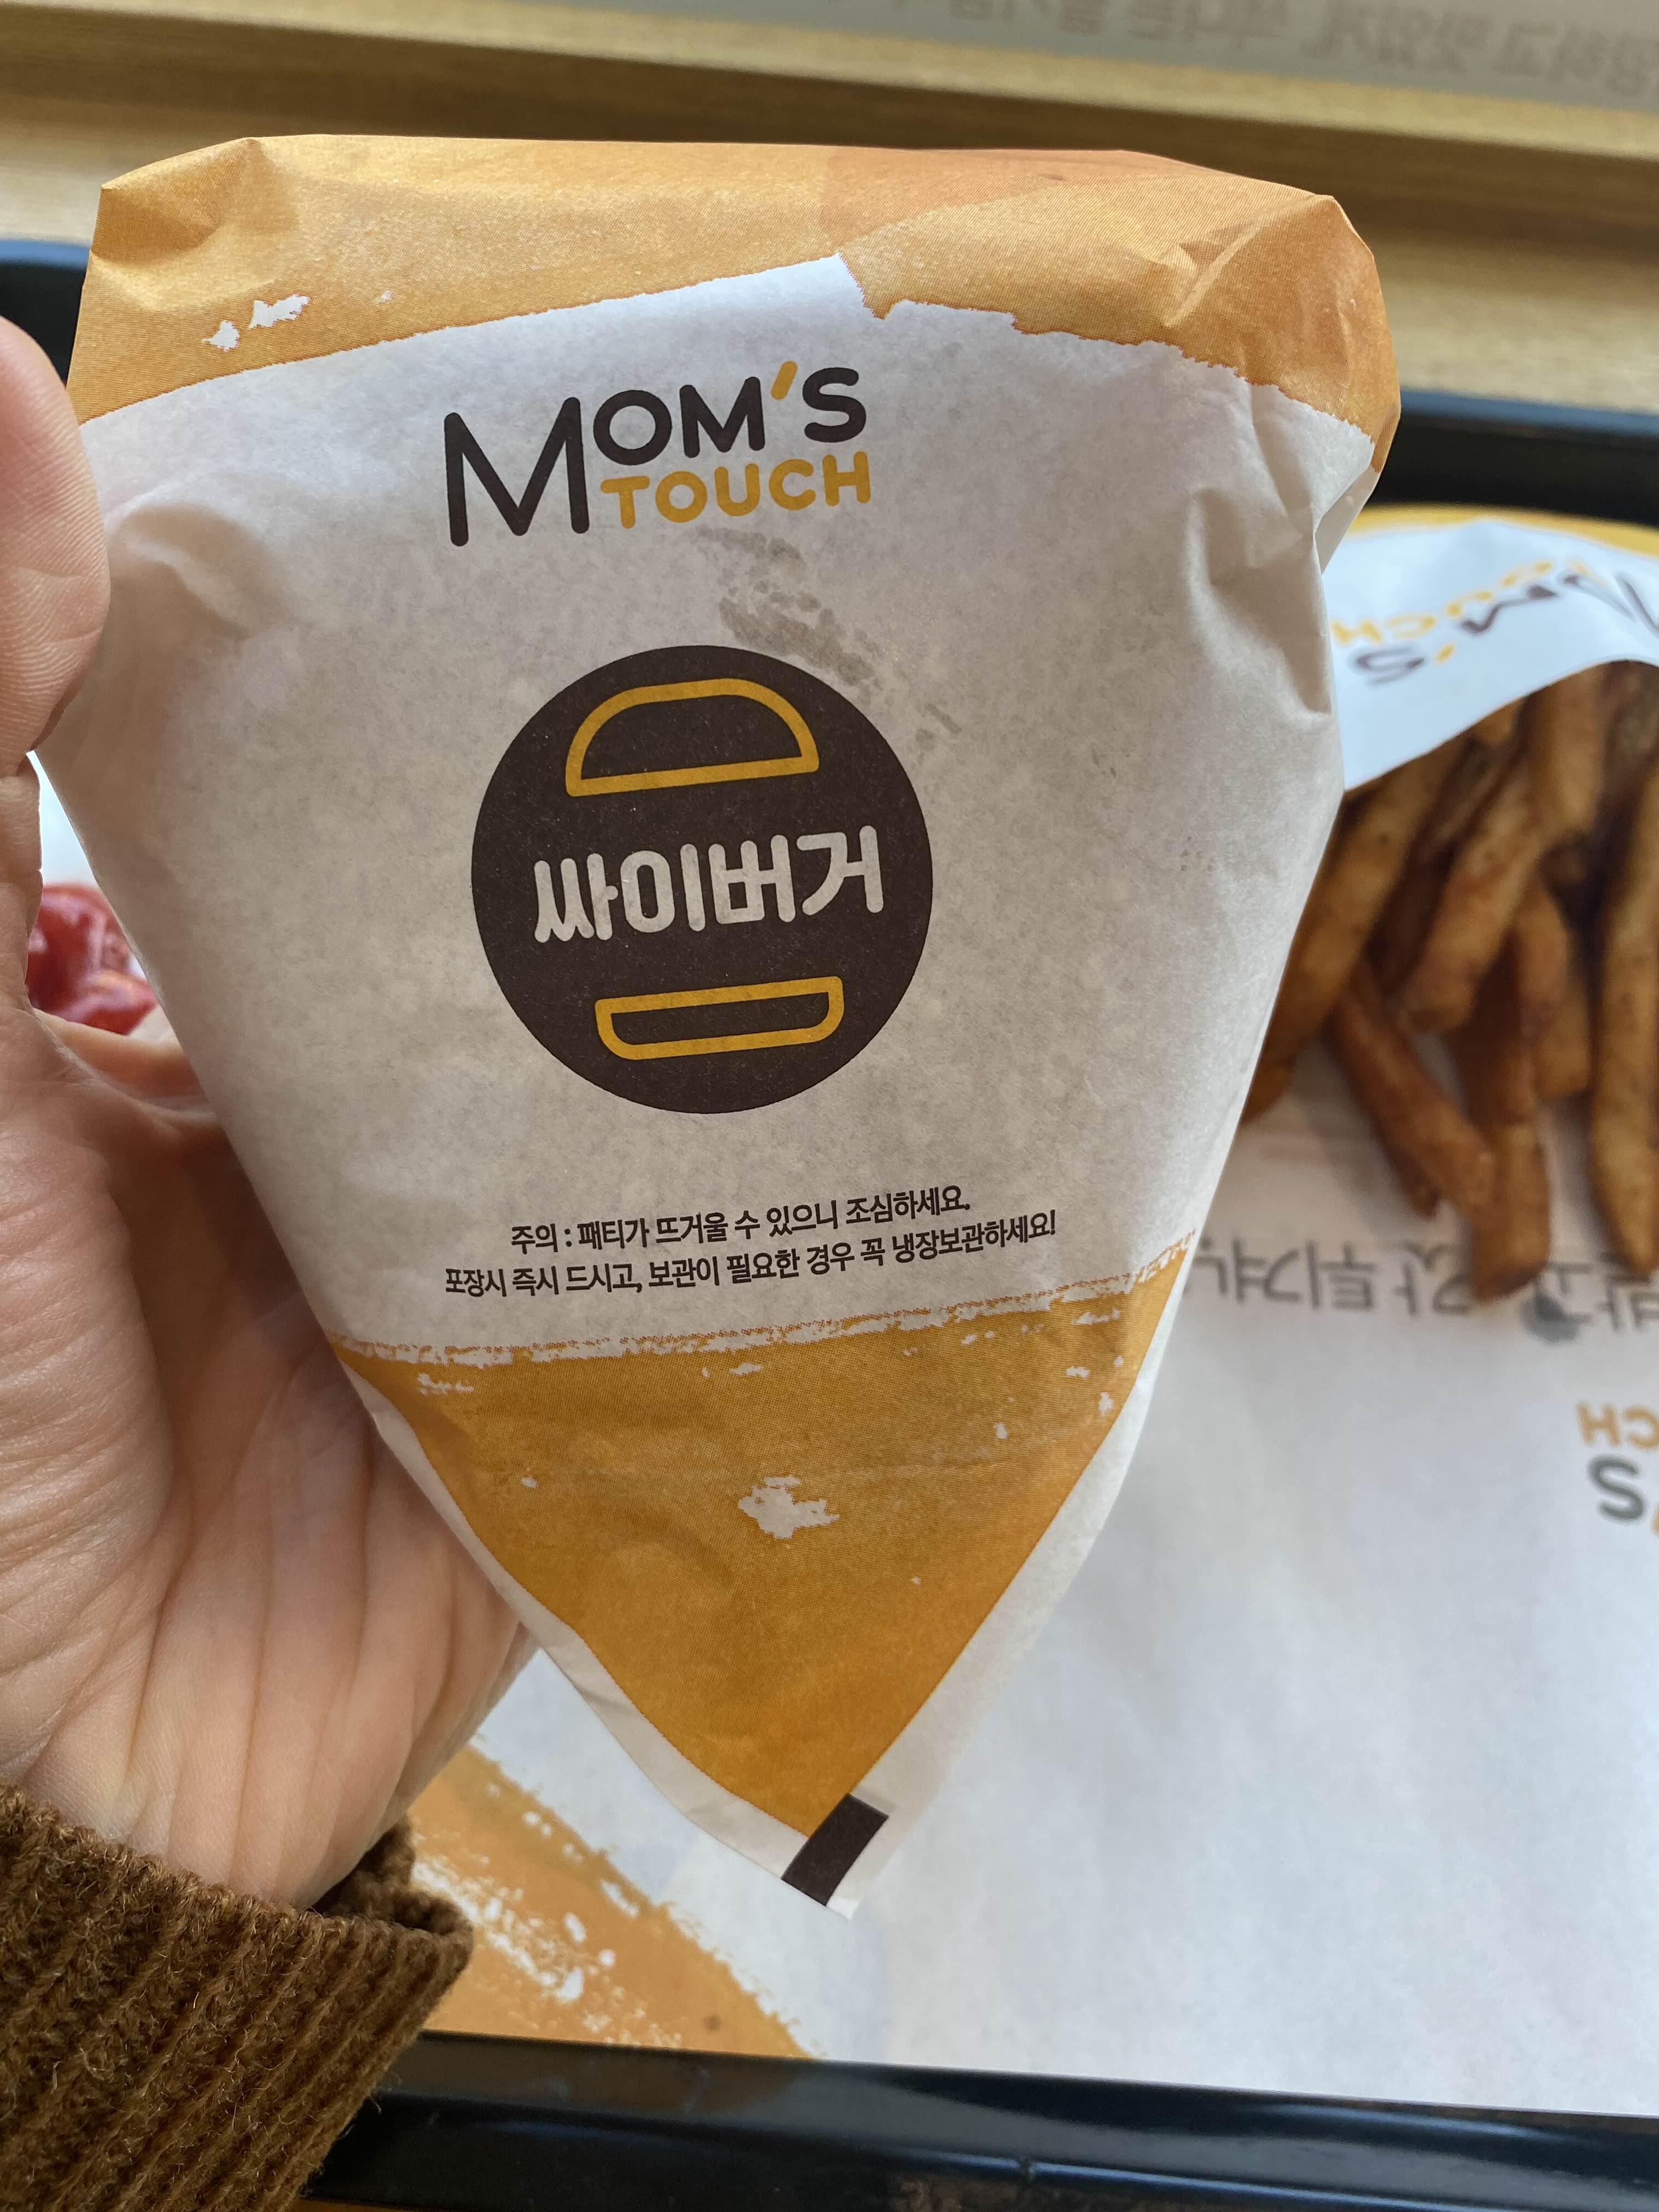 MOM'S
TOUCH
싸이버거
주의 : 패티가 뜨거울 수 있으니 조심하세요.
포장시 즉시 드시고, 보관이 필요한 경우 꼭 냉장보관하세요!
MOM'S
TOUCH